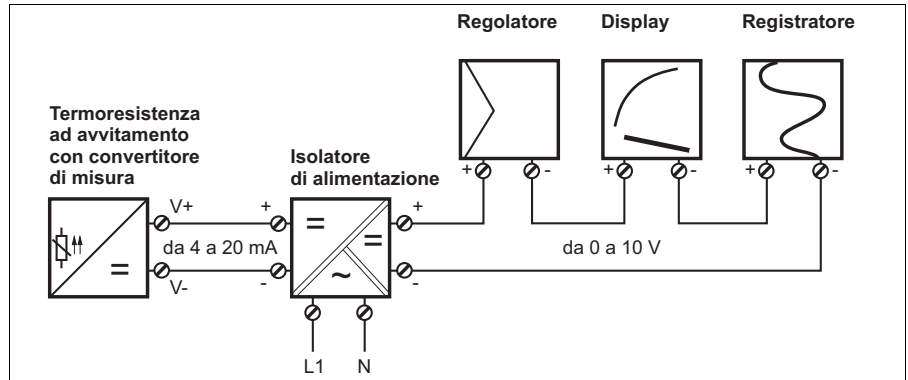 Regolatore Display Registratore
Termoresistenza
ad avvitamento
con convertitore
di misura
Isolatore
di alimentazione
+ - + - + -
V+ + +
da 4 a 20 mA da 0 a 10 V
V- - -
= = = ~
L1 N